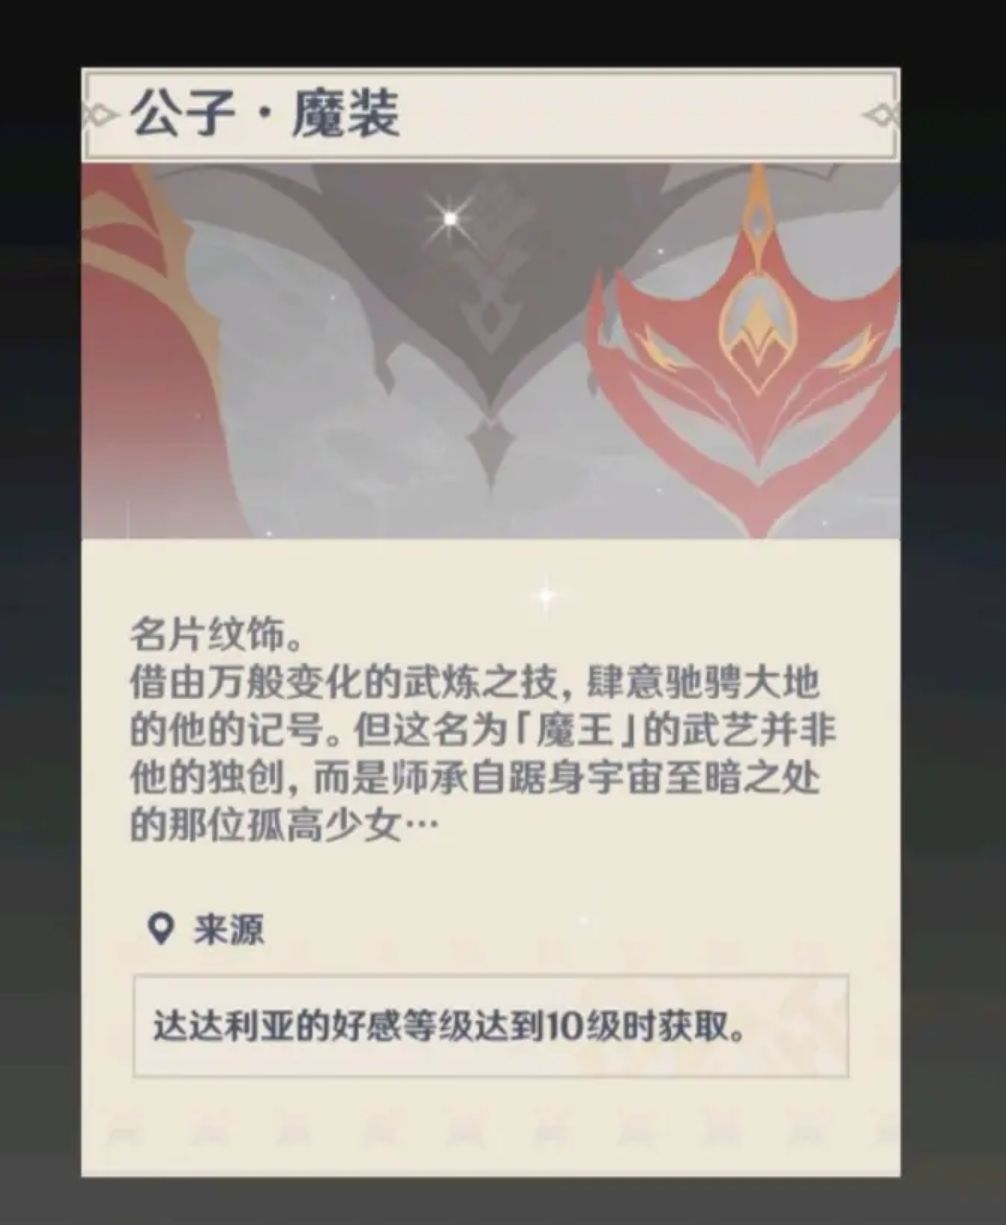 公子·魔装
名片纹饰。
借由万般变化的武炼之技，肆意驰骋大地
的他的记号。但这名为「魔王」的武艺并非
他的独创，而是师承自踞身宇宙至暗之处
的那位孤高少女…
来源
达达利亚的好感等级达到10级时获取。